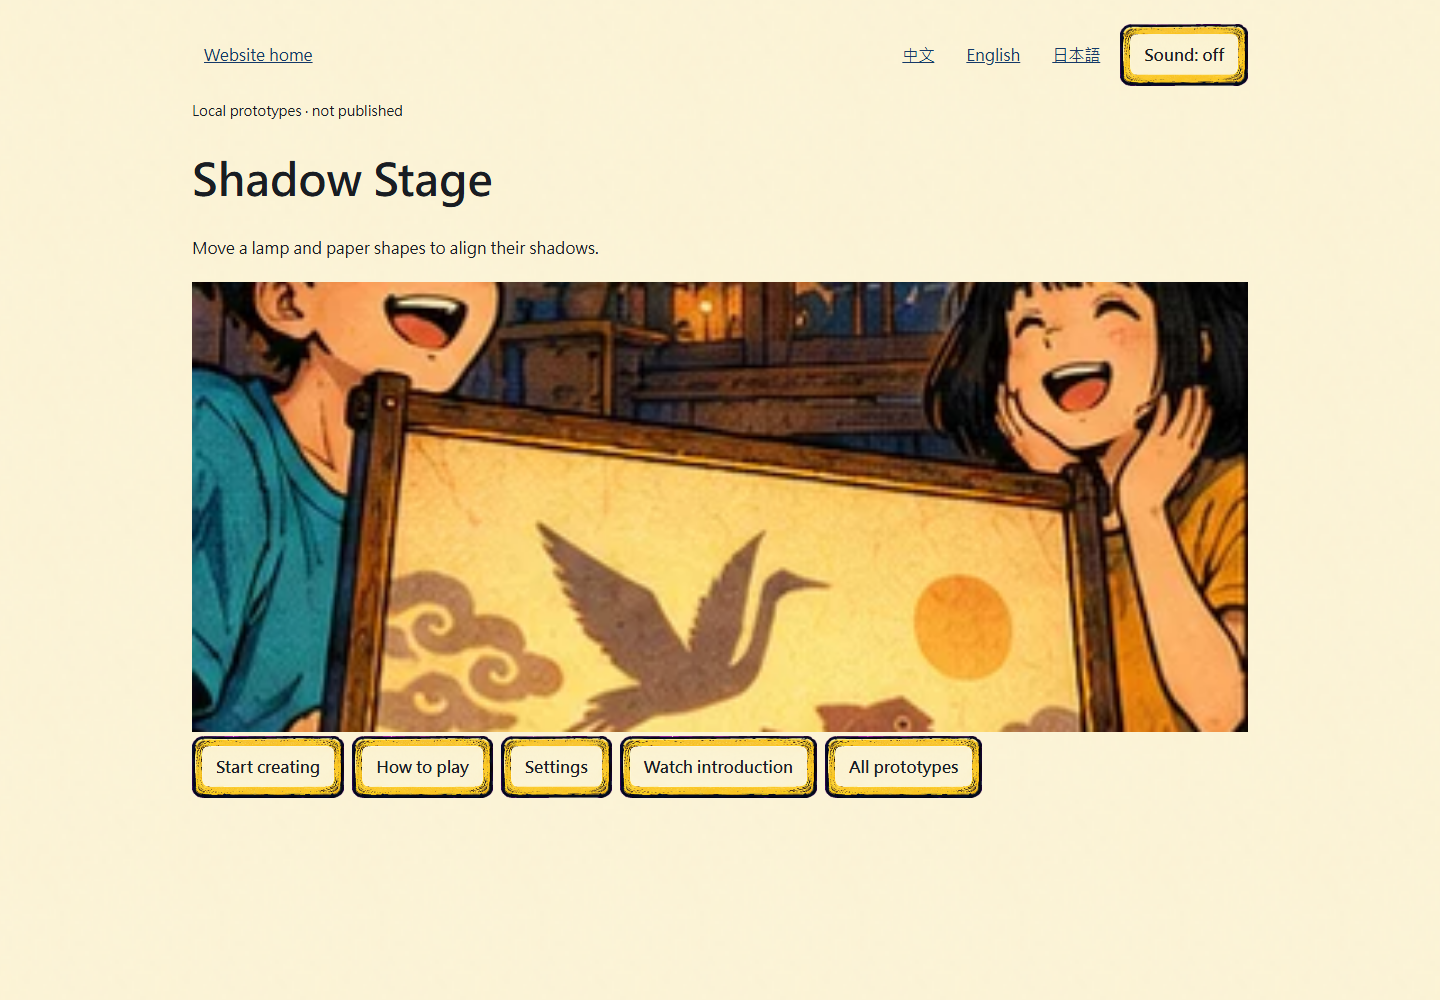 Website home 中文 English 日本語 Sound: off
Local prototypes · not published
Shadow Stage
Move a lamp and paper shapes to align their shadows.
Start creating How to play Settings Watch introduction All prototypes